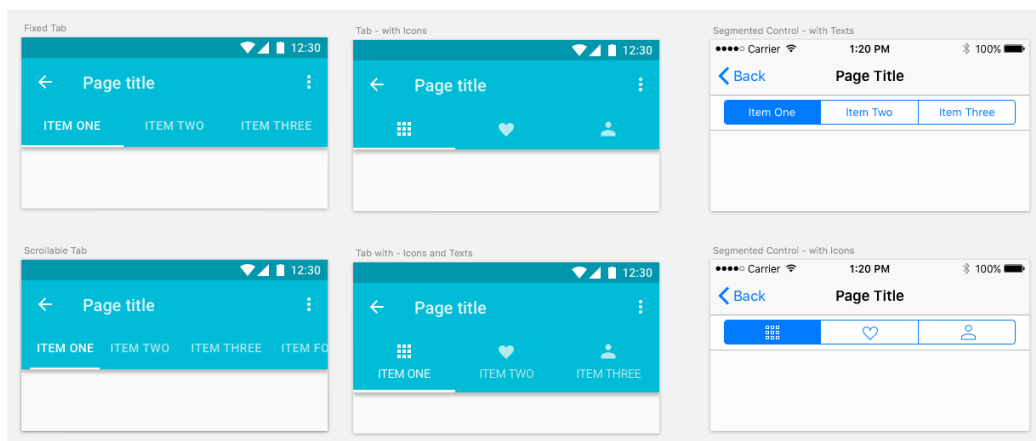 Fixed Tab
12:30
Page title
ITEM ONE ITEM TWO ITEM THREE
Tab - with Icons
12:30
Page title
Segmented Control - with Texts
Carrier 1:20 PM 100%
Back Page Title
Item One Item Two Item Three
Scrollable Tab
12:30
Page title
ITEM ONE ITEM TWO ITEM THREE ITEM FO
Tab with - Icons and Texts
12:30
Page title
ITEM ONE ITEM TWO ITEM THREE
Segmented Control - with Icons
Carrier 1:20 PM 100%
Back Page Title